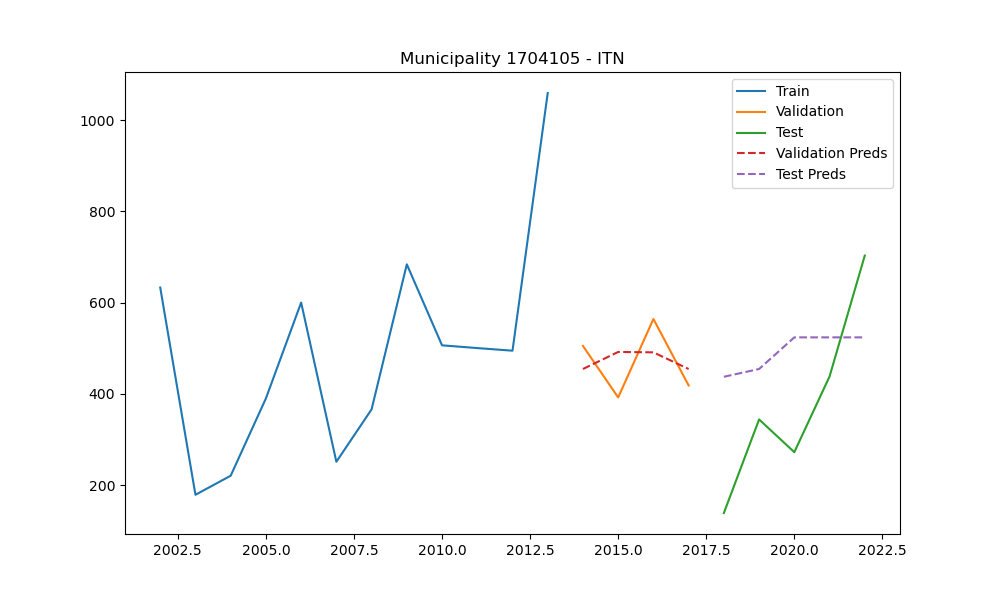 Municipality 1704105 - ITN
Train
Validation
Test
Validation Preds
Test Preds
1000
800
600
400
200
2002.5 2005.0 2007.5 2010.0 2012.5 2015.0 2017.5 2020.0 2022.5